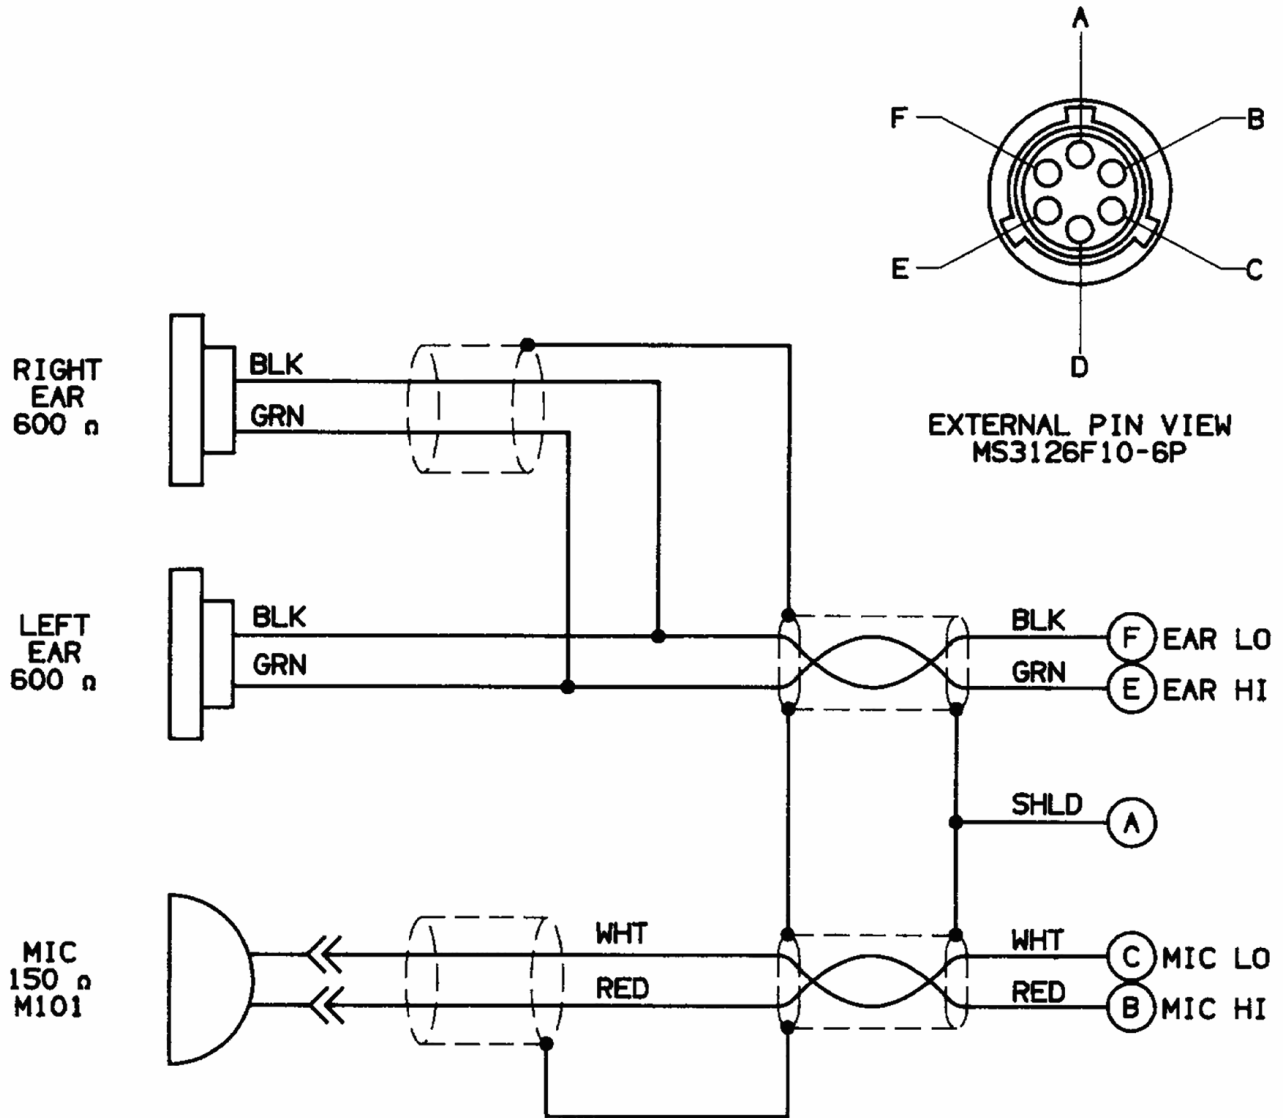 A
F
B
E
C
D
EXTERNAL PIN VIEW
MS3126F10-6P
RIGHT
EAR
600 Ω
BLK
GRN
LEFT
EAR
600 Ω
BLK
GRN
BLK
F EAR LO
GRN
E EAR HI
SHLD
A
MIC
150 Ω
M101
WHT
RED
WHT
C MIC LO
RED
B MIC HI